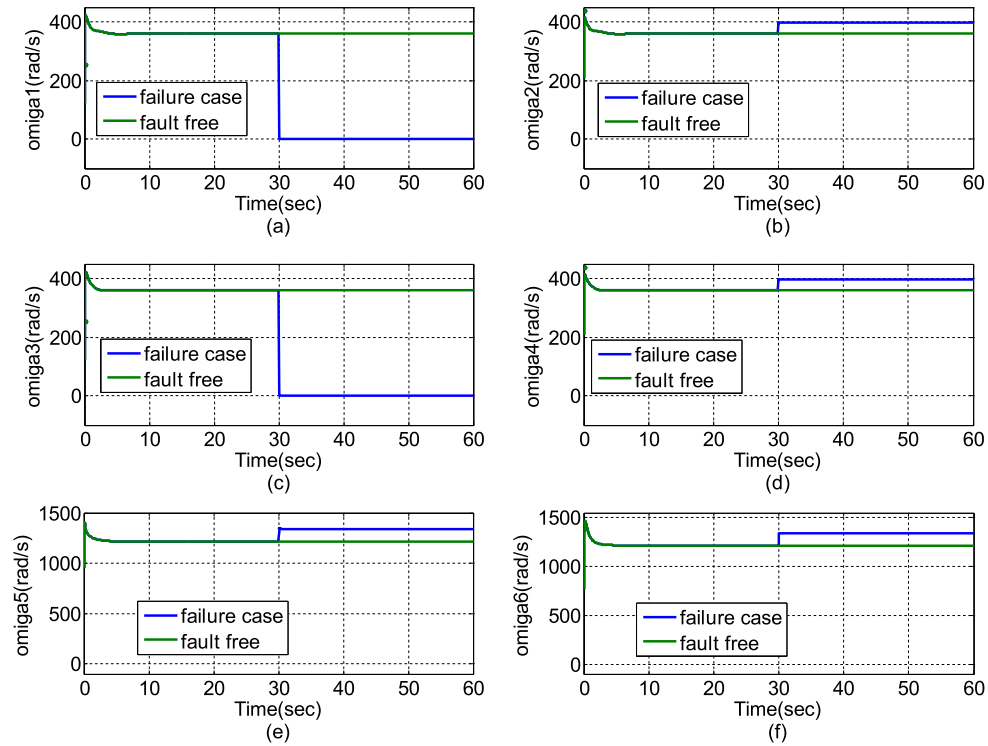 400
200
0
omiga1(rad/s)
failure case
fault free
0 10 20 30 40 50 60
Time(sec)
(a)
400
200
0
omiga2(rad/s)
failure case
fault free
0 10 20 30 40 50 60
Time(sec)
(b)
400
200
0
omiga3(rad/s)
failure case
fault free
0 10 20 30 40 50 60
Time(sec)
(c)
400
200
0
omiga4(rad/s)
failure case
fault free
0 10 20 30 40 50 60
Time(sec)
(d)
1500
1000
500
0
omiga5(rad/s)
failure case
fault free
0 10 20 30 40 50 60
Time(sec)
(e)
1500
1000
500
0
omiga6(rad/s)
failure case
fault free
0 10 20 30 40 50 60
Time(sec)
(f)